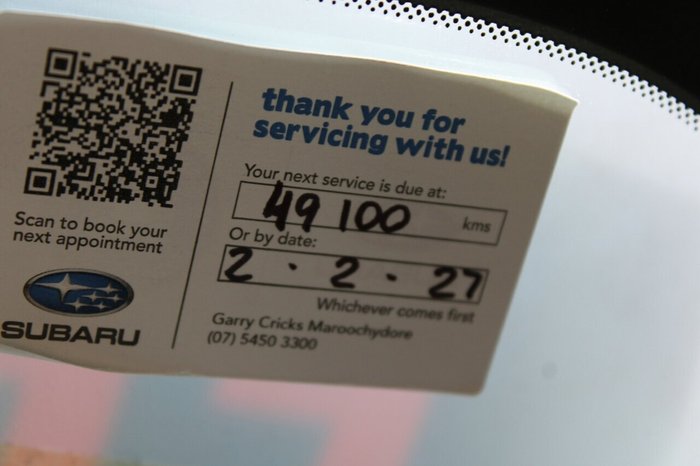 Scan to book your
next appointment
SUBARU
thank you for
servicing with us!
Your next service is due at:
49 100 kms
Or by date:
2 . 2 . 27
Whichever comes first
Garry Cricks Maroochydore
(07) 5450 3300